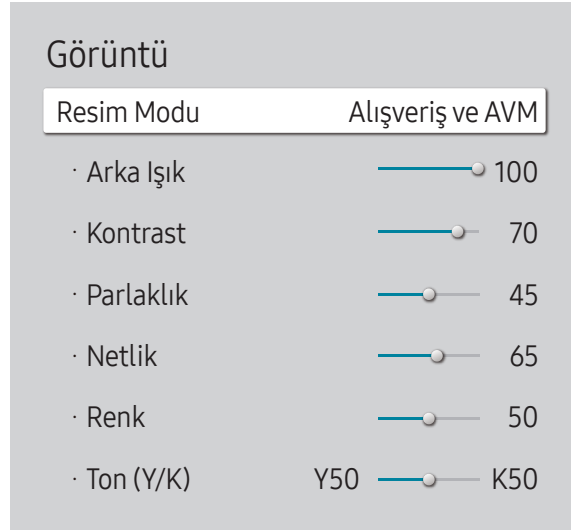 Görüntü
Resim Modu Alışveriş ve AVM
· Arka Işık 100
· Kontrast 70
· Parlaklık 45
· Netlik 65
· Renk 50
· Ton (Y/K) Y50 K50